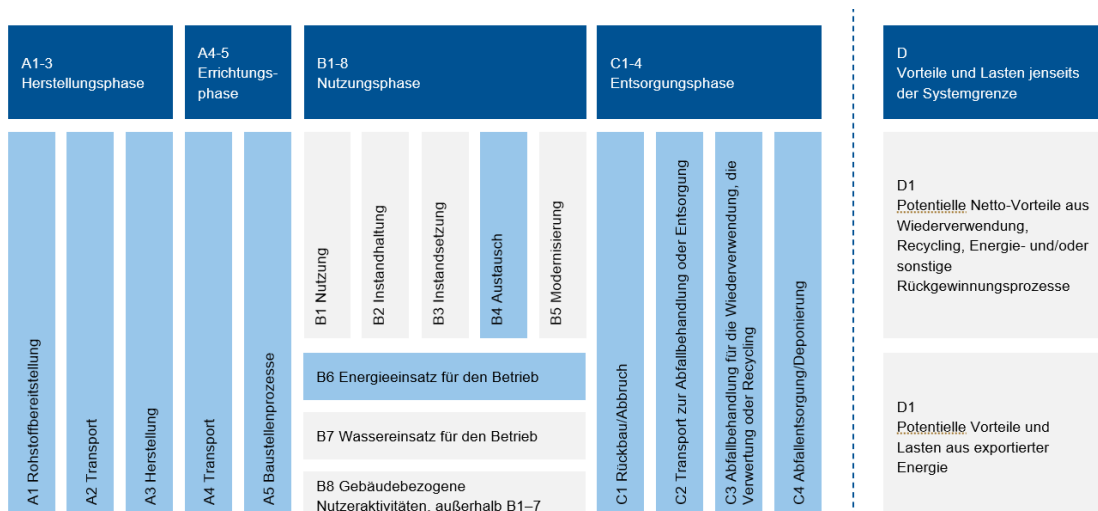 A1-3
Herstellungsphase
A4-5
Errichtungs-
phase
B1-8
Nutzungsphase
C1-4
Entsorgungsphase
D
Vorteile und Lasten jenseits
der Systemgrenze
A1 Rohstoffbereitstellung
A2 Transport
A3 Herstellung
A4 Transport
A5 Baustellenprozesse
B1 Nutzung
B2 Instandhaltung
B3 Instandsetzung
B4 Austausch
B5 Modernisierung
B6 Energieeinsatz für den Betrieb
B7 Wassereinsatz für den Betrieb
B8 Gebäudebezogene
Nutzeraktivitäten, außerhalb B1–7
C1 Rückbau/Abbruch
C2 Transport zur Abfallbehandlung oder Entsorgung
C3 Abfallbehandlung für die Wiederverwendung, die
Verwertung oder Recycling
C4 Abfallentsorgung/Deponierung
D1
Potentielle Netto-Vorteile aus
Wiederverwendung,
Recycling, Energie- und/oder
sonstige
Rückgewinnungsprozesse
D1
Potentielle Vorteile und
Lasten aus exportierter
Energie